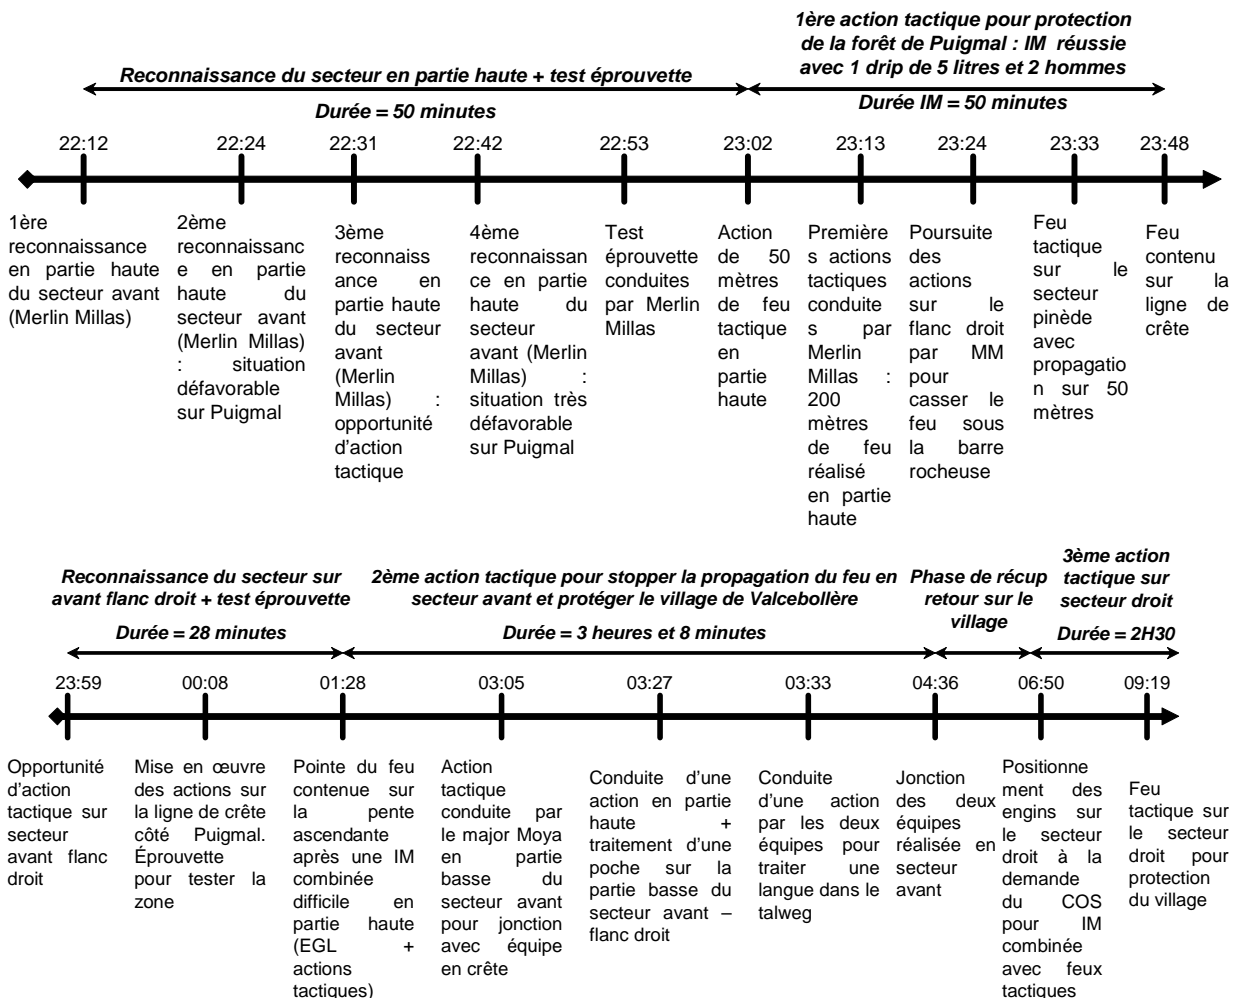 1ère action tactique pour protection
de la forêt de Puigmal : IM réussie
avec 1 drip de 5 litres et 2 hommes
Reconnaissance du secteur en partie haute + test éprouvette
Durée = 50 minutes
Durée IM = 50 minutes
22:12
22:24
22:31
22:42
22:53
23:02
23:13
23:24
23:33
23:48
1ère
reconnaissance
en partie haute
du secteur avant
(Merlin Millas)
2ème
reconnaissanc
e en partie
haute du
secteur avant
(Merlin Millas)
: situation
défavorable
sur Puigmal
3ème
reconnaiss
ance en
partie haute
du secteur
avant
(Merlin
Millas) :
opportunité
d'action
tactique
4ème
reconnaissan
ce en partie
haute du
secteur
avant (Merlin
Millas) :
situation très
défavorable
sur Puigmal
Test
éprouvette
conduites
par Merlin
Millas
Action
de 50
mètres
de feu
tactique
en
partie
haute
Première
s actions
tactiques
conduite
s par
Merlin
Millas :
200
mètres
de feu
réalisé
en partie
haute
Poursuite
des
actions
sur le
flanc droit
par MM
pour
casser le
feu sous
la barre
rocheuse
Feu
tactique
sur le
secteur
pinède
avec
propagatio
n sur 50
mètres
Feu
contenu
sur la
ligne de
crête
Reconnaissance du secteur sur
avant flanc droit + test éprouvette
Durée = 28 minutes
2ème action tactique pour stopper la propagation du feu en
secteur avant et protéger le village de Valcebollère
Durée = 3 heures et 8 minutes
Phase de récup
retour sur le
village
3ème action
tactique sur
secteur droit
Durée = 2H30
23:59
00:08
01:28
03:05
03:27
03:33
04:36
06:50
09:19
Opportunité
d'action
tactique sur
secteur
avant flanc
droit
Mise en œuvre
des actions sur
la ligne de crête
côté Puigmal.
Éprouvette
pour tester la
zone
Pointe du feu
contenue sur
la pente
ascendante
après une IM
combinée
difficile en
partie haute
(EGL +
actions
tactiques)
Action
tactique
conduite par
le major Moya
en partie
basse du
secteur avant
pour jonction
avec équipe
en crête
Conduite d'une
action en partie
haute +
traitement d'une
poche sur la
partie basse du
secteur avant –
flanc droit
Conduite
d'une action
par les deux
équipes pour
traiter une
langue dans le
talweg
Jonction
des deux
équipes
réalisée en
secteur
avant
Positionne
ment des
engins sur
le secteur
droit à la
demande
du COS
pour IM
combinée
avec feux
tactiques
Feu
tactique sur
le secteur
droit pour
protection
du village